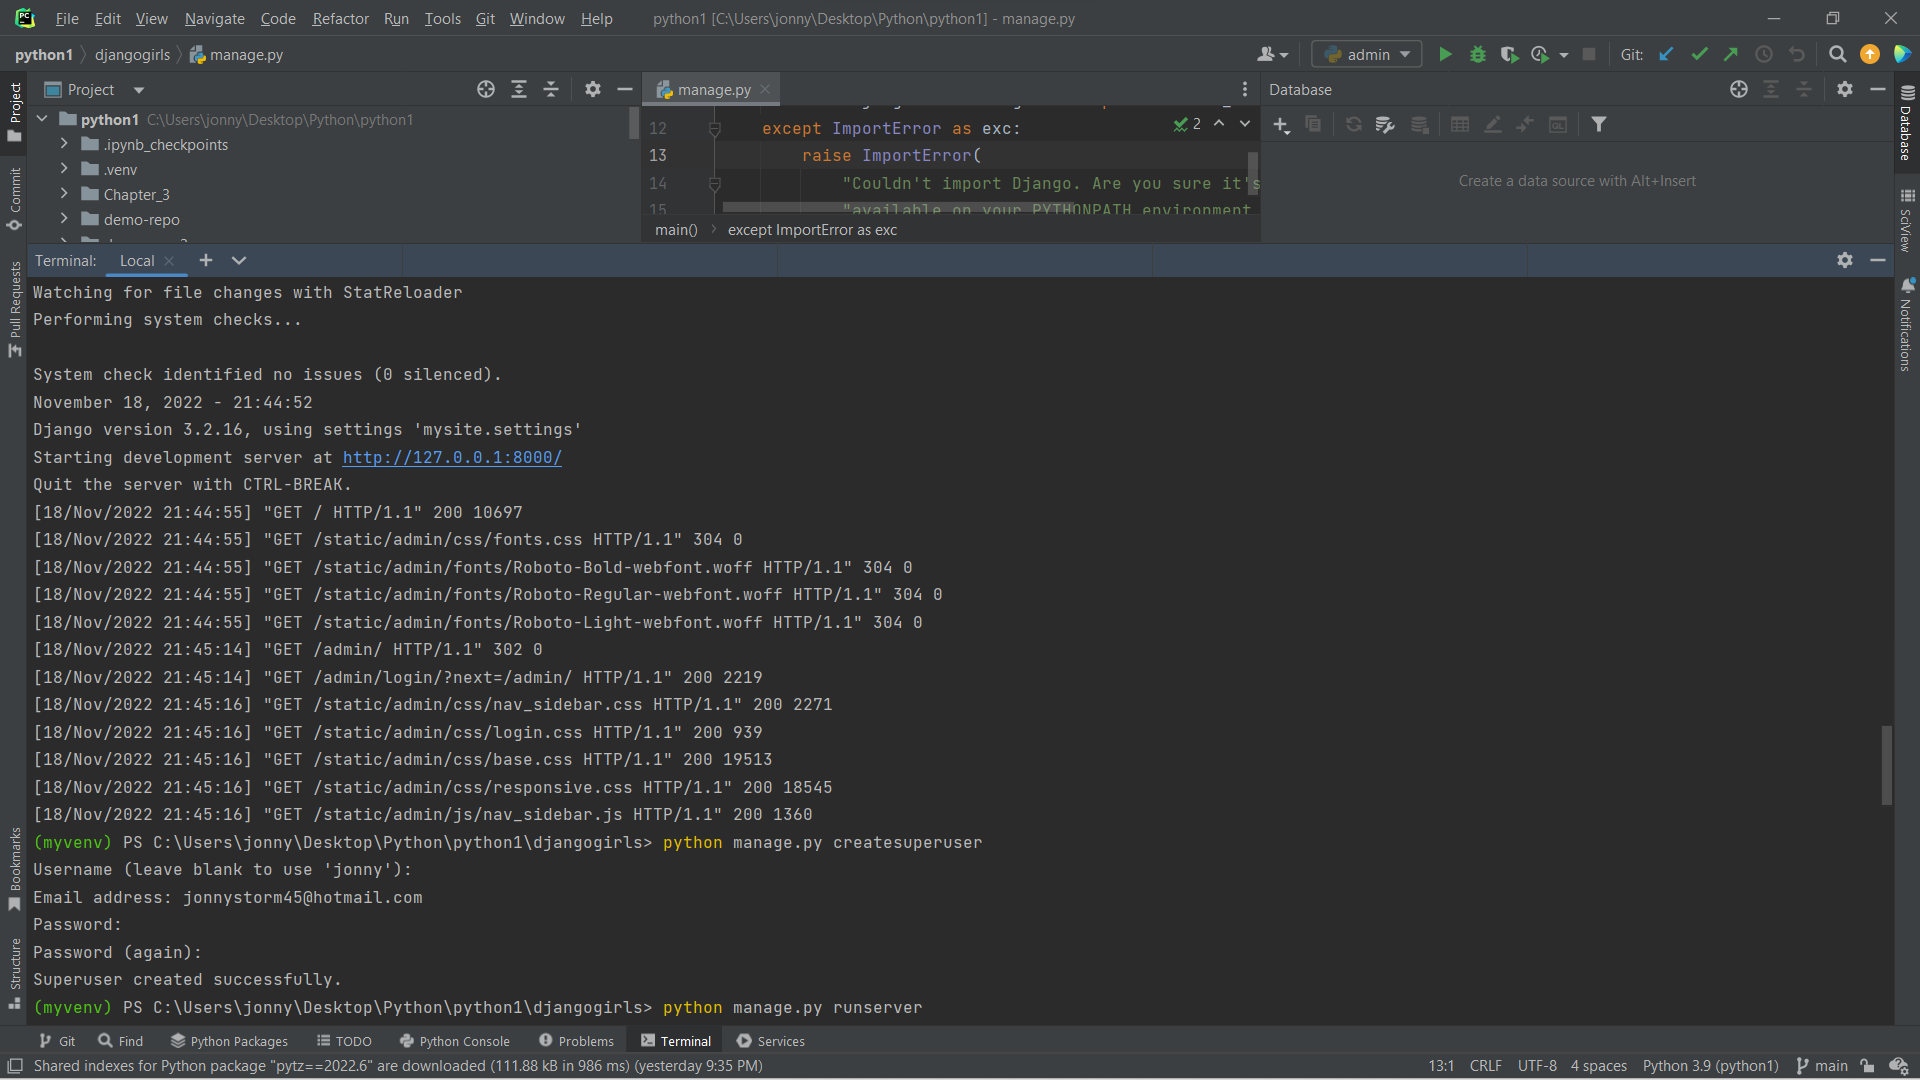 File Edit View Navigate Code Refactor Run Tools Git Window Help python1 [C:\Users\jonny\Desktop\Python\python1] - manage.py
python1 djangogirls manage.py admin Git:
Project manage.py Database
python1 C:\Users\jonny\Desktop\Python\python1
.ipynb_checkpoints
.venv
Chapter_3
demo-repo
12 except ImportError as exc: 2
13 raise ImportError(
14 "Couldn't import Django. Are you sure it's
15 "available on your PYTHONPATH environment
main() except ImportError as exc
Create a data source with Alt+Insert
Project
Commit
Pull Requests
Bookmarks
Structure
Database
SciView
Notifications
Terminal: Local
Watching for file changes with StatReloader
Performing system checks...
System check identified no issues (0 silenced).
November 18, 2022 - 21:44:52
Django version 3.2.16, using settings 'mysite.settings'
Starting development server at http://127.0.0.1:8000/
Quit the server with CTRL-BREAK.
[18/Nov/2022 21:44:55] "GET / HTTP/1.1" 200 10697
[18/Nov/2022 21:44:55] "GET /static/admin/css/fonts.css HTTP/1.1" 304 0
[18/Nov/2022 21:44:55] "GET /static/admin/fonts/Roboto-Bold-webfont.woff HTTP/1.1" 304 0
[18/Nov/2022 21:44:55] "GET /static/admin/fonts/Roboto-Regular-webfont.woff HTTP/1.1" 304 0
[18/Nov/2022 21:44:55] "GET /static/admin/fonts/Roboto-Light-webfont.woff HTTP/1.1" 304 0
[18/Nov/2022 21:45:14] "GET /admin/ HTTP/1.1" 302 0
[18/Nov/2022 21:45:14] "GET /admin/login/?next=/admin/ HTTP/1.1" 200 2219
[18/Nov/2022 21:45:16] "GET /static/admin/css/nav_sidebar.css HTTP/1.1" 200 2271
[18/Nov/2022 21:45:16] "GET /static/admin/css/login.css HTTP/1.1" 200 939
[18/Nov/2022 21:45:16] "GET /static/admin/css/base.css HTTP/1.1" 200 19513
[18/Nov/2022 21:45:16] "GET /static/admin/css/responsive.css HTTP/1.1" 200 18545
[18/Nov/2022 21:45:16] "GET /static/admin/js/nav_sidebar.js HTTP/1.1" 200 1360
(myvenv) PS C:\Users\jonny\Desktop\Python\python1\djangogirls> python manage.py createsuperuser
Username (leave blank to use 'jonny'):
Email address: jonnystorm45@hotmail.com
Password:
Password (again):
Superuser created successfully.
(myvenv) PS C:\Users\jonny\Desktop\Python\python1\djangogirls> python manage.py runserver
Git Find Python Packages TODO Python Console Problems Terminal Services
Shared indexes for Python package "pytz==2022.6" are downloaded (111.88 kB in 986 ms) (yesterday 9:35 PM) 13:1 CRLF UTF-8 4 spaces Python 3.9 (python1) main